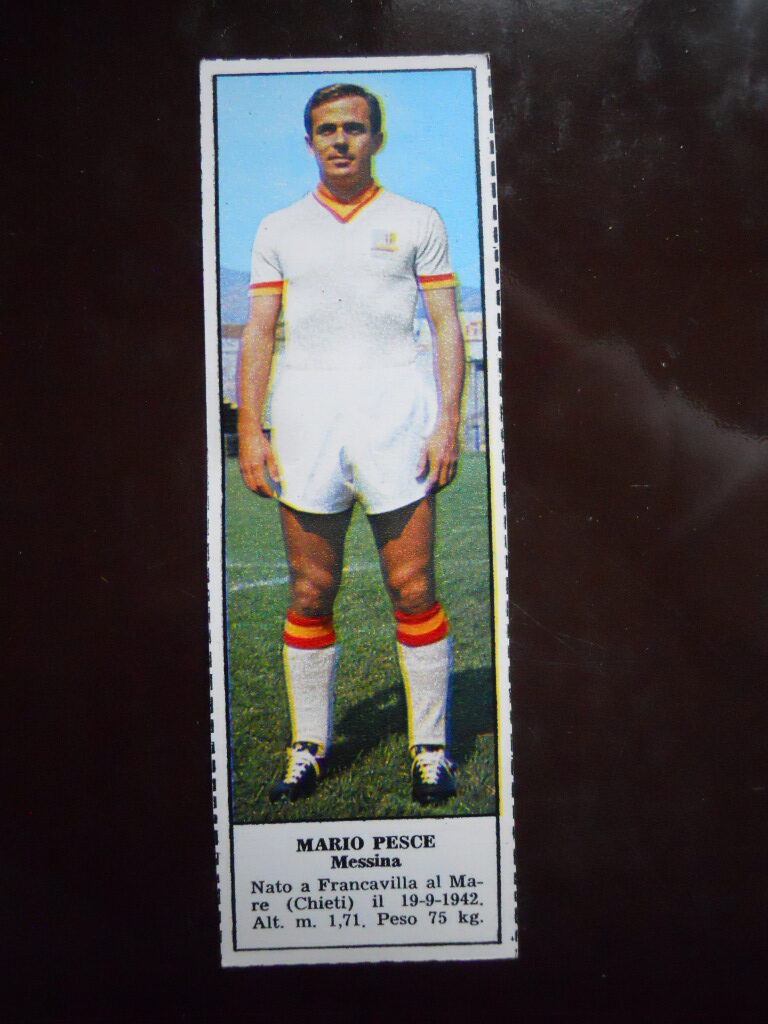 MARIO PESCE
Messina
Nato a Francavilla al Ma-
re (Chieti) il 19-9-1942.
Alt. m. 1,71. Peso 75 kg.